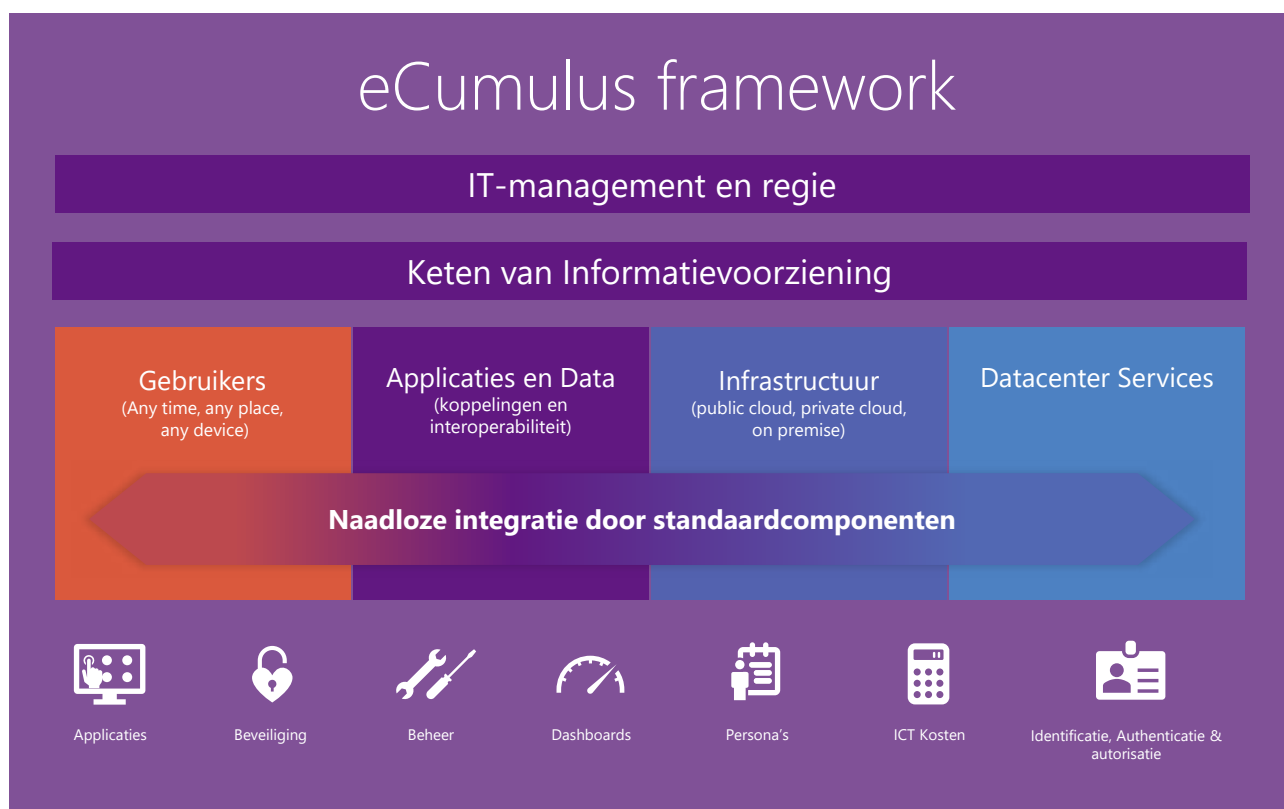 eCumulus framework
IT-management en regie
Keten van Informatievoorziening
Gebruikers
(Any time, any place,
any device)
Applicaties en Data
(koppelingen en
interoperabiliteit)
Infrastructuur
(public cloud, private cloud,
on premise)
Datacenter Services
Naadloze integratie door standaardcomponenten
Applicaties
Beveiliging
Beheer
Dashboards
Persona's
ICT Kosten
Identificatie, Authenticatie &
autorisatie